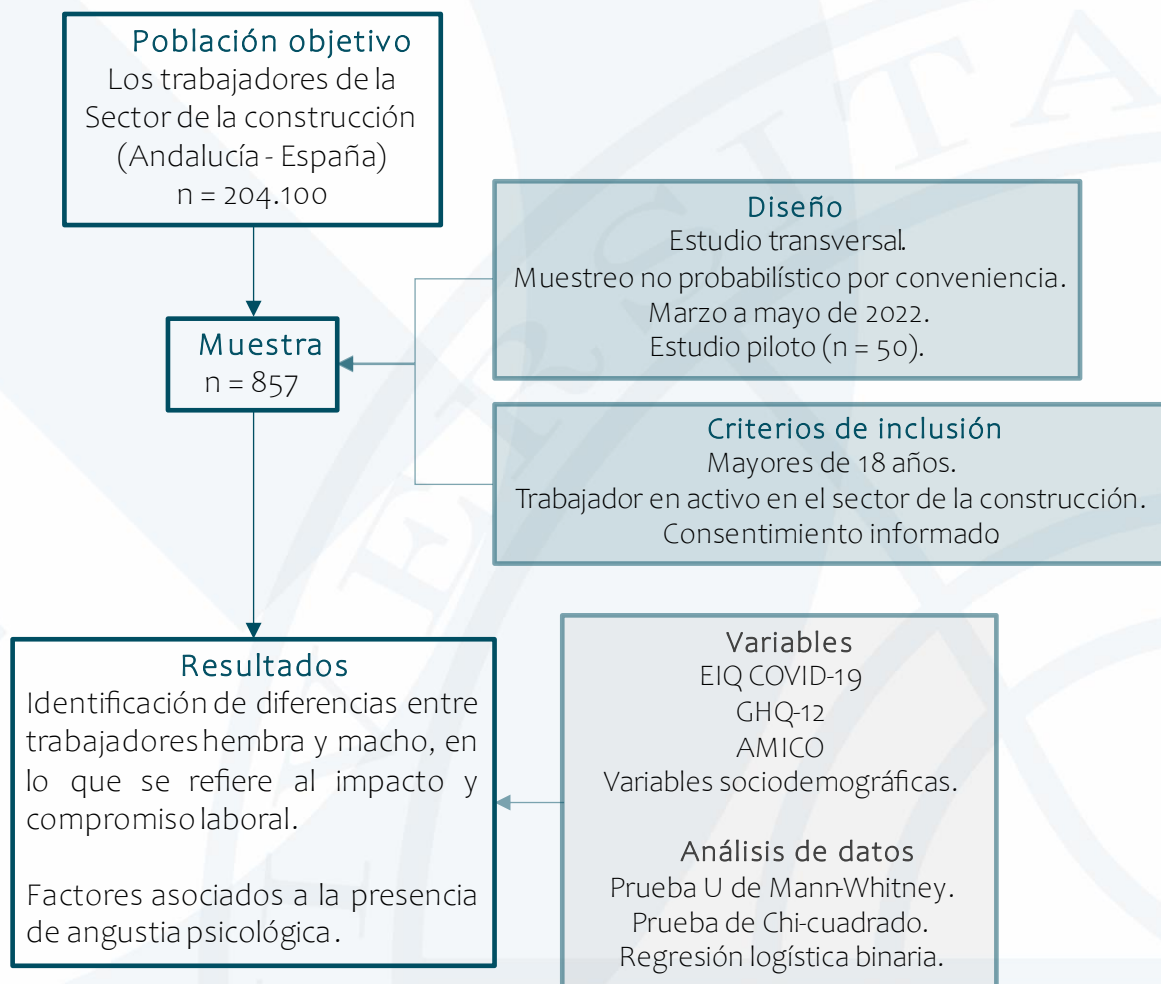 Población objetivo
Los trabajadores de la
Sector de la construcción
(Andalucía - España)
n = 204.100
Diseño
Estudio transversal.
Muestreo no probabilístico por conveniencia.
Marzo a mayo de 2022.
Estudio piloto (n = 50).
Muestra
n = 857
Criterios de inclusión
Mayores de 18 años.
Trabajador en activo en el sector de la construcción.
Consentimiento informado
Resultados
Identificación de diferencias entre
trabajadores hembra y macho, en
lo que se refiere al impacto y
compromiso laboral.
Factores asociados a la presencia
de angustia psicológica.
Variables
EIQ COVID-19
GHQ-12
AMICO
Variables sociodemográficas.
Análisis de datos
Prueba U de Mann-Whitney.
Prueba de Chi-cuadrado.
Regresión logística binaria.